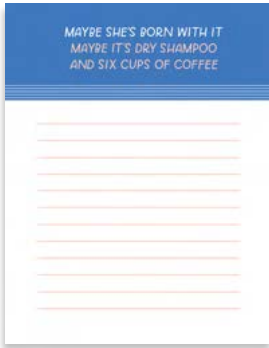 MAYBE SHE'S BORN WITH IT
MAYBE IT'S DRY SHAMPOO
AND SIX CUPS OF COFFEE